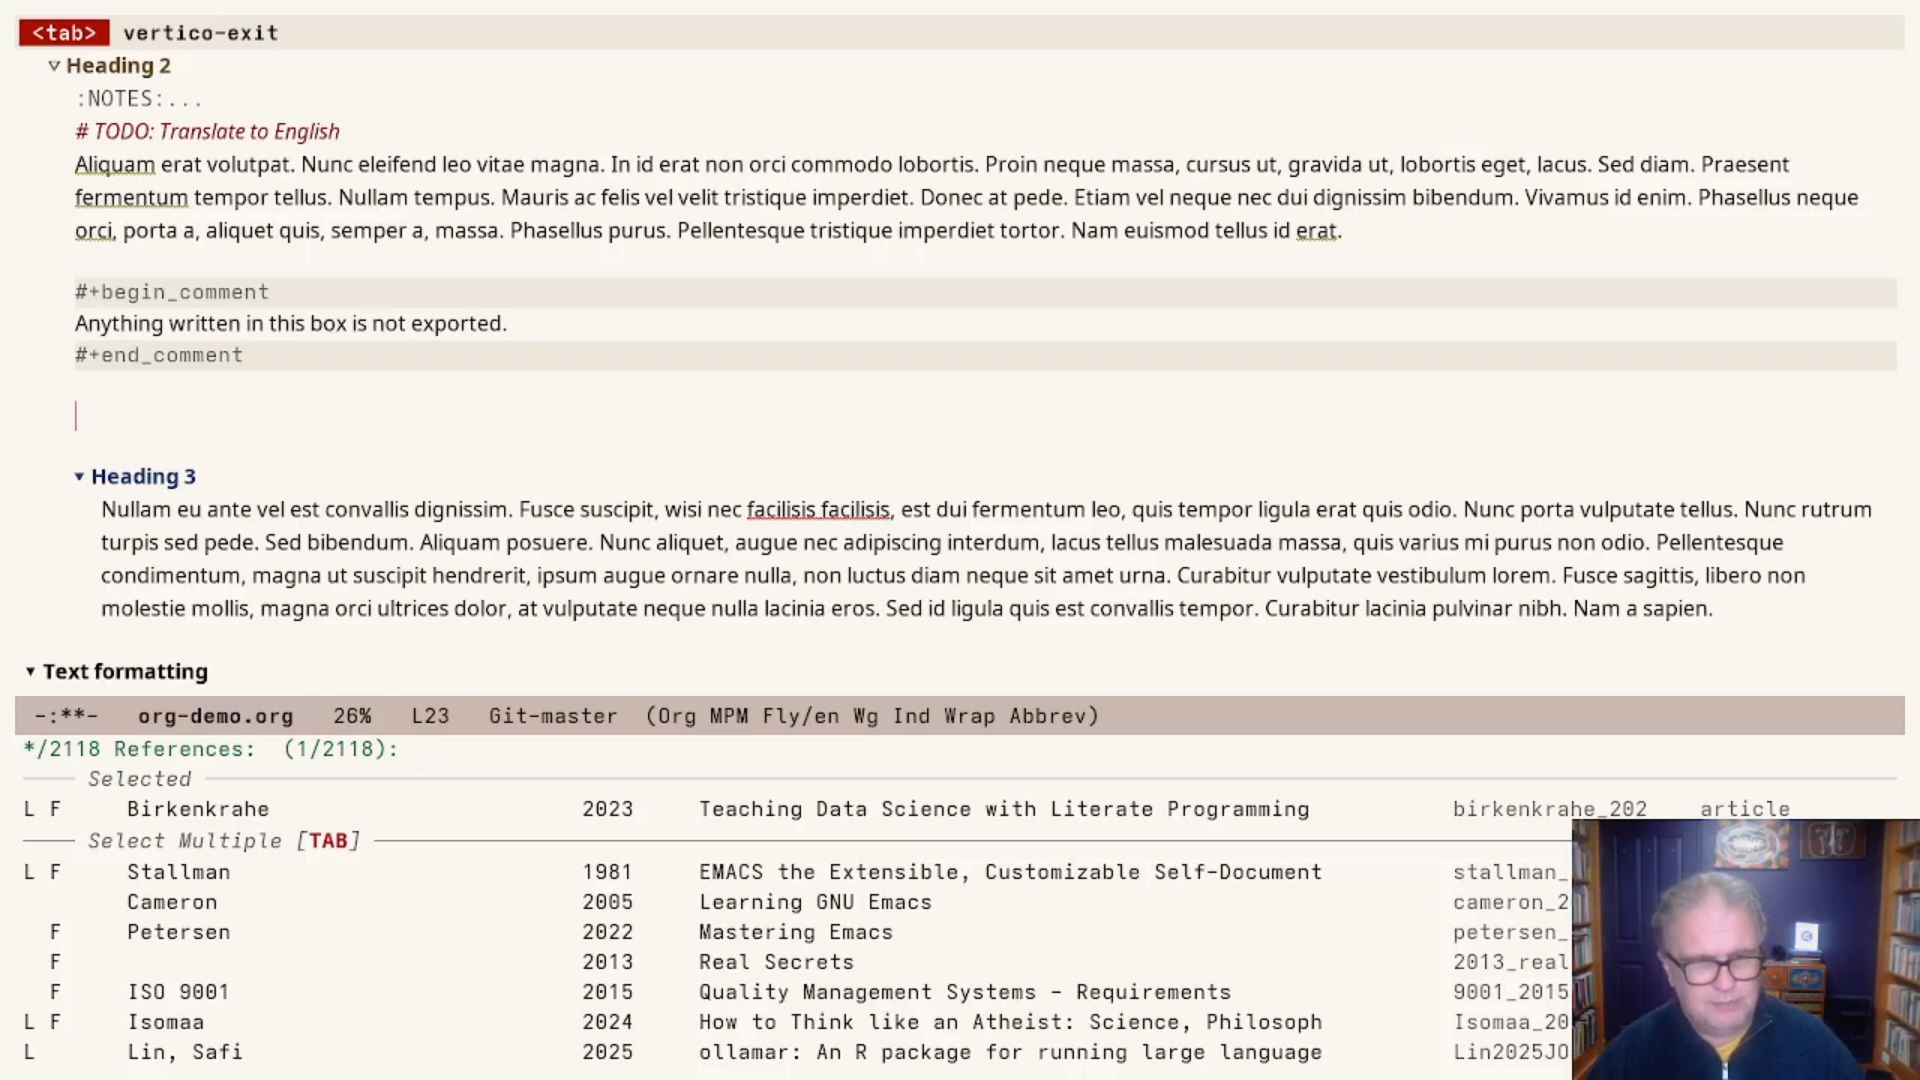 <tab> vertico-exit
▽ Heading 2
:NOTES:...
# TODO: Translate to English
Aliquam erat volutpat. Nunc eleifend leo vitae magna. In id erat non orci commodo lobortis. Proin neque massa, cursus ut, gravida ut, lobortis eget, lacus. Sed diam. Praesent
fermentum tempor tellus. Nullam tempus. Mauris ac felis vel velit tristique imperdiet. Donec at pede. Etiam vel neque nec dui dignissim bibendum. Vivamus id enim. Phasellus neque
orci, porta a, aliquet quis, semper a, massa. Phasellus purus. Pellentesque tristique imperdiet tortor. Nam euismod tellus id erat.
#+begin_comment
Anything written in this box is not exported.
#+end_comment
▼ Heading 3
Nullam eu ante vel est convallis dignissim. Fusce suscipit, wisi nec facilisis facilisis, est dui fermentum leo, quis tempor ligula erat quis odio. Nunc porta vulputate tellus. Nunc rutrum
turpis sed pede. Sed bibendum. Aliquam posuere. Nunc aliquet, augue nec adipiscing interdum, lacus tellus malesuada massa, quis varius mi purus non odio. Pellentesque
condimentum, magna ut suscipit hendrerit, ipsum augue ornare nulla, non luctus diam neque sit amet urna. Curabitur vulputate vestibulum lorem. Fusce sagittis, libero non
molestie mollis, magna orci ultrices dolor, at vulputate neque nulla lacinia eros. Sed id ligula quis est convallis tempor. Curabitur lacinia pulvinar nibh. Nam a sapien.
▼ Text formatting
-:**- org-demo.org 26% L23 Git-master (Org MPM Fly/en Wg Ind Wrap Abbrev)
*/2118 References: (1/2118):
Selected
L F Birkenkrahe 2023 Teaching Data Science with Literate Programming birkenkrahe_202 article
Select Multiple [TAB]
L F Stallman 1981 EMACS the Extensible, Customizable Self-Document stallman_
Cameron 2005 Learning GNU Emacs cameron_2
F Petersen 2022 Mastering Emacs petersen_
F 2013 Real Secrets 2013_real
F ISO 9001 2015 Quality Management Systems - Requirements 9001_2015
L F Isomaa 2024 How to Think like an Atheist: Science, Philosoph Isomaa_20
L Lin, Safi 2025 ollamar: An R package for running large language Lin2025JO